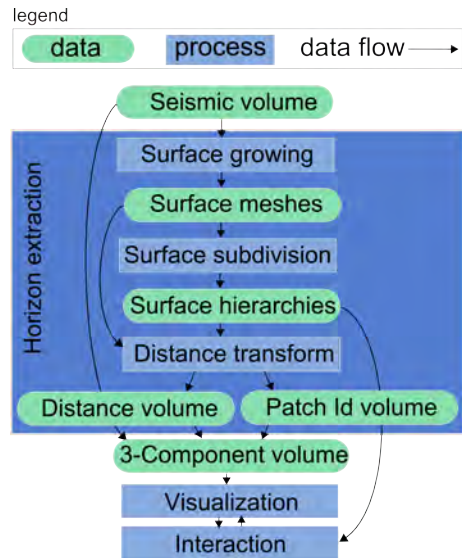 legend
data process data flow
Seismic volume
Surface growing
Surface meshes
Surface subdivision
Surface hierarchies
Distance transform
Distance volume Patch Id volume
Horizon extraction
3-Component volume
Visualization
Interaction